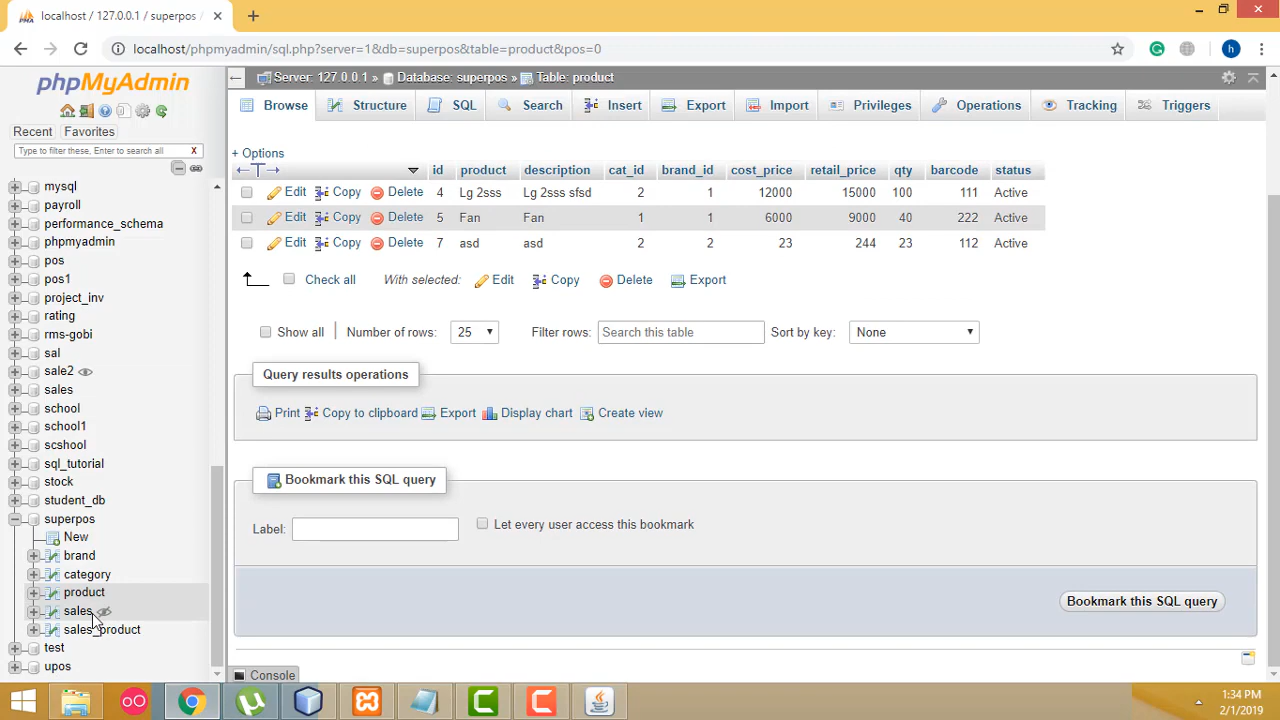 localhost / 127.0.0.1 / superpos /
localhost/phpmyadmin/sql.php?server=1&db=superpos&table=product&pos=0
h
phpMyAdmin
Recent Favorites
Type to filter these, Enter to search all X
mysql
payroll
performance_schema
phpmyadmin
pos
pos1
project_inv
rating
rms-gobi
sal
sale2
sales
school
school1
scshool
sql_tutorial
stock
student_db
superpos
New
brand
category
product
sales
sales_product
test
upos
Server: 127.0.0.1 » Database: superpos » Table: product
Browse Structure SQL Search Insert Export Import Privileges Operations Tracking Triggers
+ Options
id product description cat_id brand_id cost_price retail_price qty barcode status
Edit Copy Delete 4 Lg 2sss Lg 2sss sfsd 2 1 12000 15000 100 111 Active
Edit Copy Delete 5 Fan Fan 1 1 6000 9000 40 222 Active
Edit Copy Delete 7 asd asd 2 2 23 244 23 112 Active
Check all With selected: Edit Copy Delete Export
Show all Number of rows: 25 Filter rows: Search this table Sort by key: None
Query results operations
Print Copy to clipboard Export Display chart Create view
Bookmark this SQL query
Label: Let every user access this bookmark
Bookmark this SQL query
Console
1:34 PM
2/1/2019